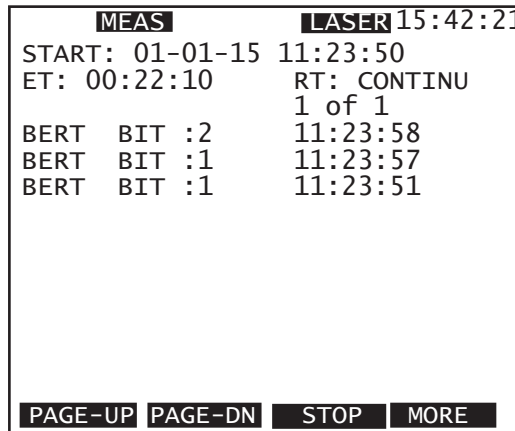 MEAS LASER 15:42:21
START: 01-01-15 11:23:50
ET: 00:22:10 RT: CONTINU
1 of 1
BERT BIT :2 11:23:58
BERT BIT :1 11:23:57
BERT BIT :1 11:23:51
PAGE-UP PAGE-DN STOP MORE